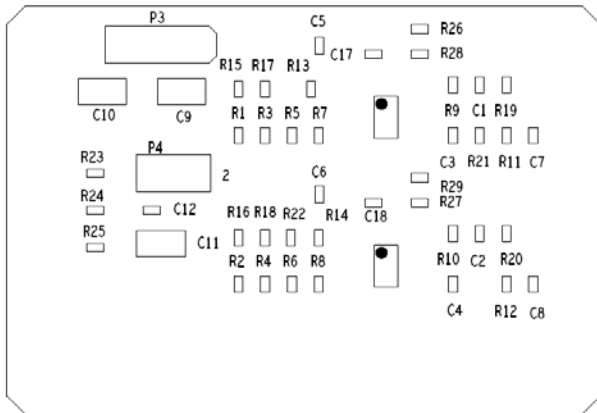 P3
C5
R26
C17
R28
R15 R17 R13
C10
C9
R1 R3 R5 R7
R9 C1 R19
R23
P4
C3 R21 R11 C7
2
C6
R29
R24
C12
R27
R16 R18 R22 R14
C18
R25
C11
R2 R4 R6 R8
R10 C2 R20
C4 R12 C8